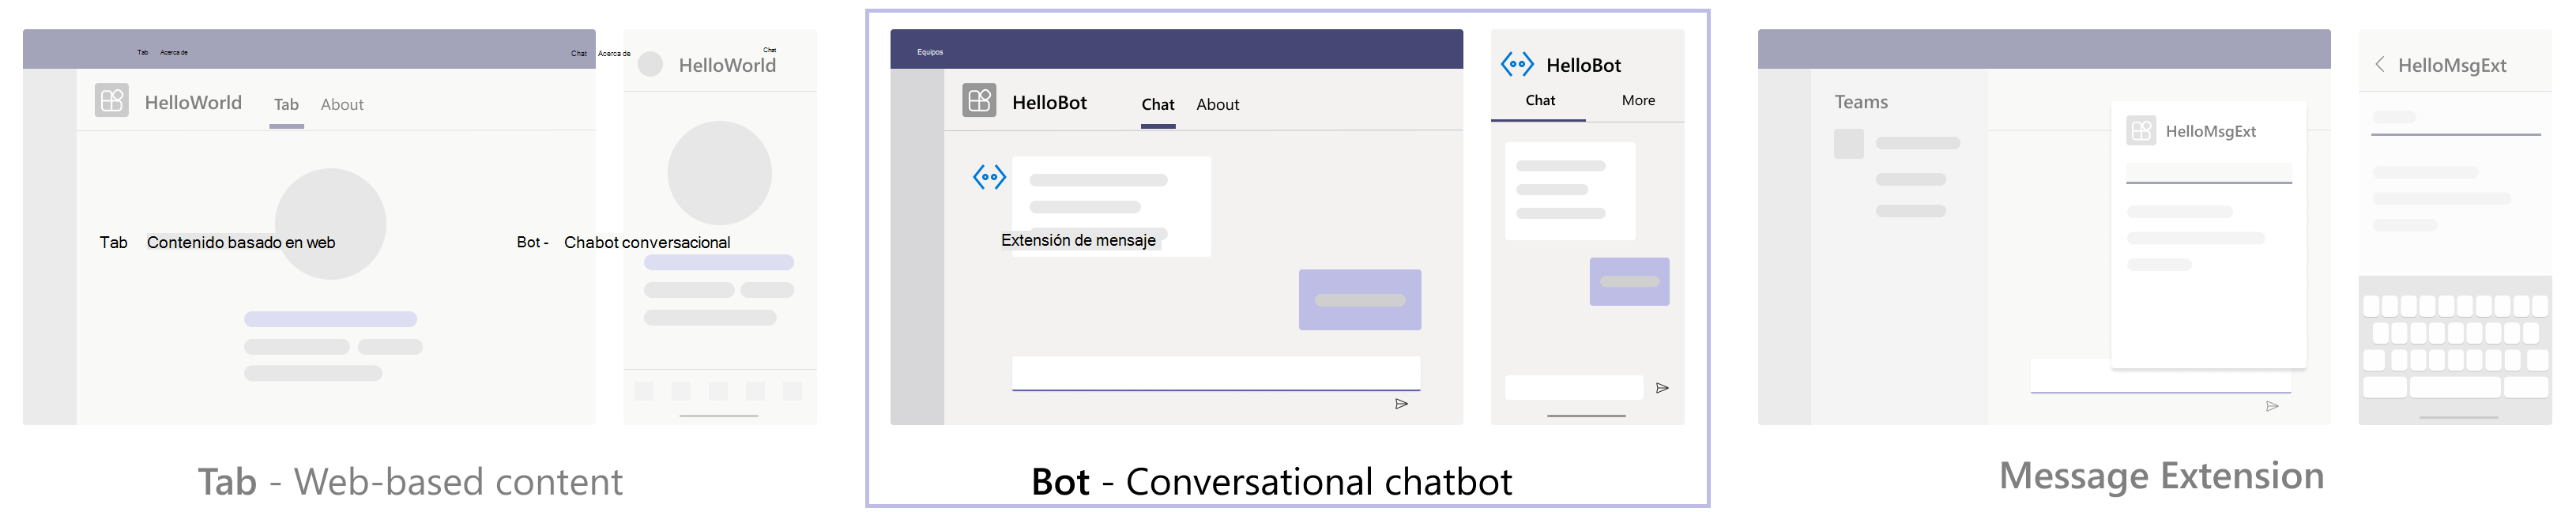 Tab Acerca de
Chat Acerca de
Chat
HelloWorld
HelloWorld Tab About
Tab Contenido basado en web
Bot - Chabot conversacional
Tab - Web-based content
Equipos
HelloBot Chat About
Extensión de mensaje
HelloBot
Chat More
Bot - Conversational chatbot
Teams
HelloMsgExt
HelloMsgExt
Message Extension